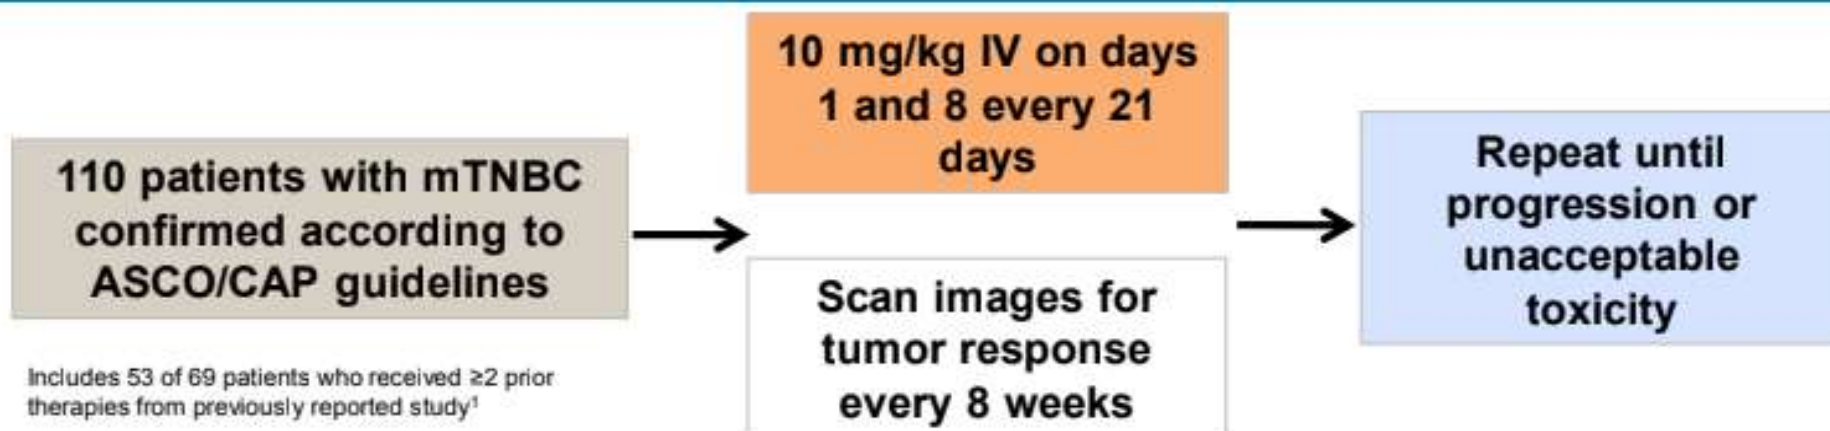 110 patients with mTNBC
confirmed according to
ASCO/CAP guidelines
Includes 53 of 69 patients who received ≥2 prior
therapies from previously reported study¹
10 mg/kg IV on days
1 and 8 every 21
days
Scan images for
tumor response
every 8 weeks
Repeat until
progression or
unacceptable
toxicity